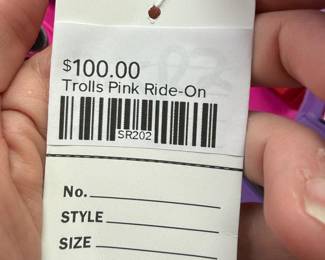 $100.00
Trolls Pink Ride-On
SR202
No.
STYLE
SIZE